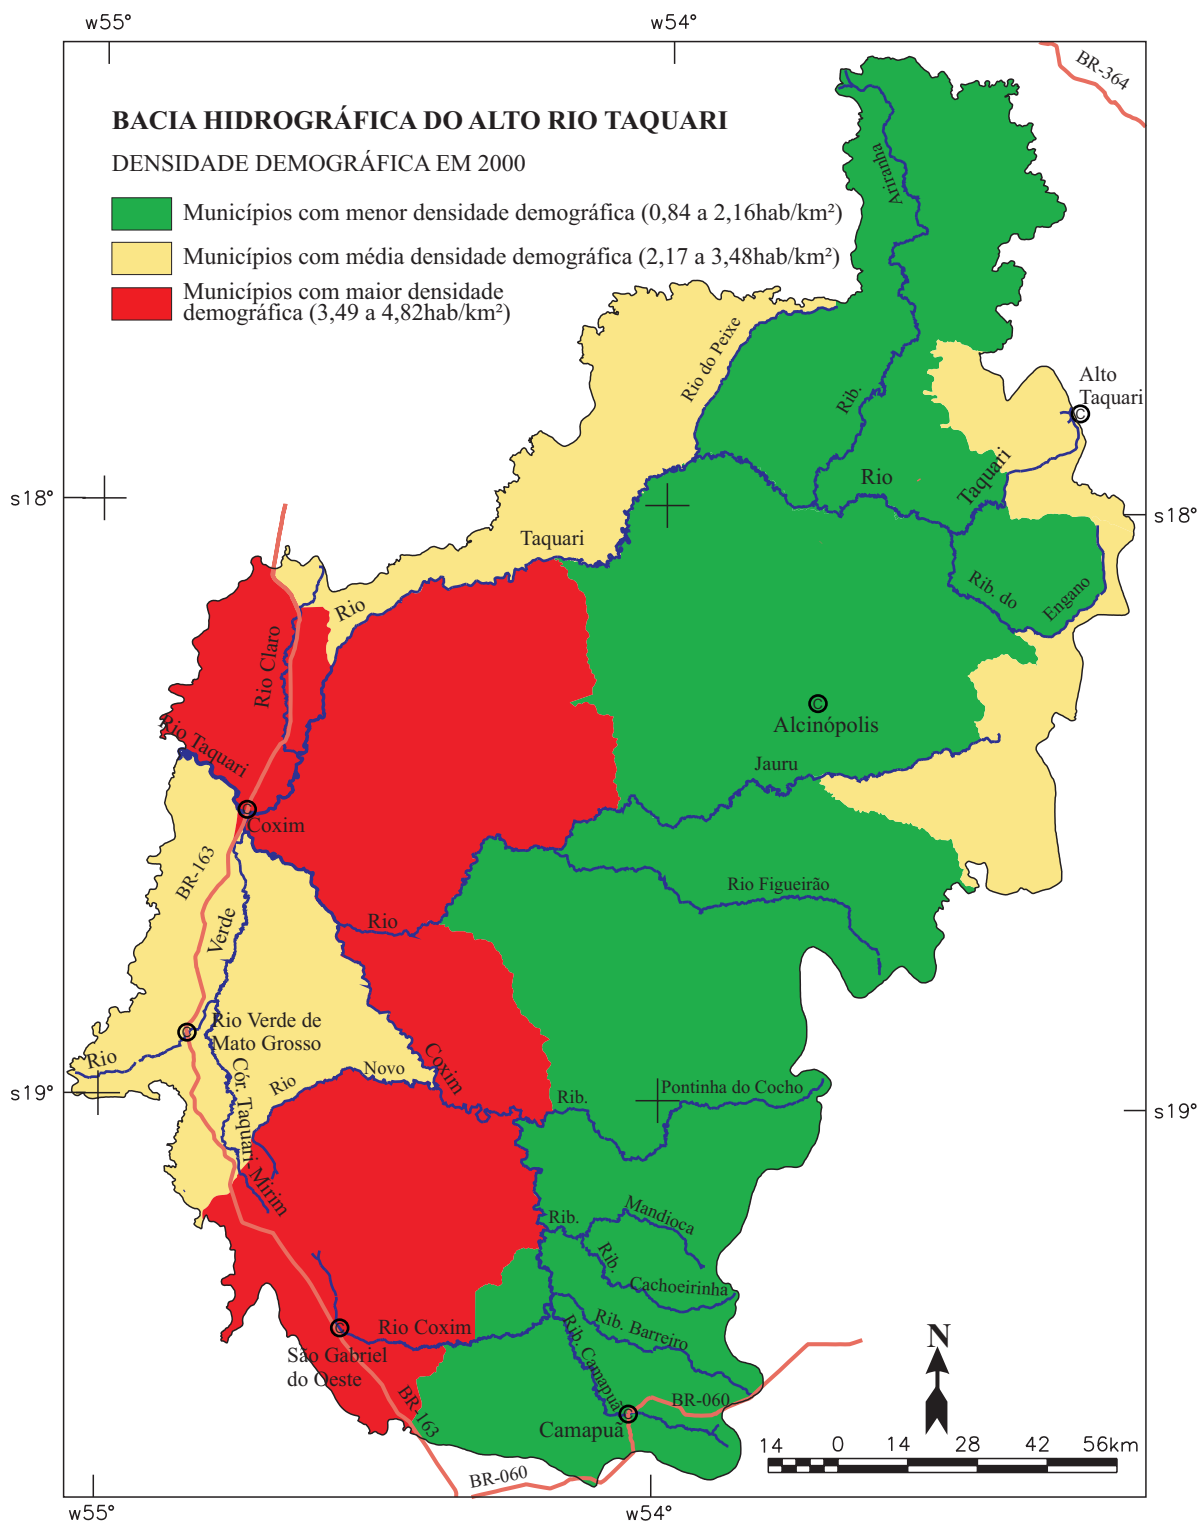 w55°
w54°
BR-364
BACIA HIDROGRÁFICA DO ALTO RIO TAQUARI
DENSIDADE DEMOGRÁFICA EM 2000
Municípios com menor densidade demográfica (0,84 a 2,16hab/km²)
Municípios com média densidade demográfica (2,17 a 3,48hab/km²)
Municípios com maior densidade
demográfica (3,49 a 4,82hab/km²)
Ariranha
Rio do Peixe
Rib.
Alto
Taquari
C
Rio
Taquari
s18°
s18°
Taquari
Rio
Rib. do
Engano
Rio Claro
C
Alcinópolis
Rio Taquari
Jauru
C
Coxim
BR-163
Rio Figueirão
Verde
Rio
C
Rio Verde de
Mato Grosso
Rio
Cór. Taquari-Mirim
Rio
Novo
Coxim
Rib.
Pontinha do Cocho
s19°
s19°
Rib.
Mandioca
Rib.
Cachoeirinha
Rib. Barreiro
Rib. Camapuã
C
Rio Coxim
São Gabriel
do Oeste
BR-163
C
Camapuã
BR-060
BR-060
N
14 0 14 28 42 56km
w55°
w54°